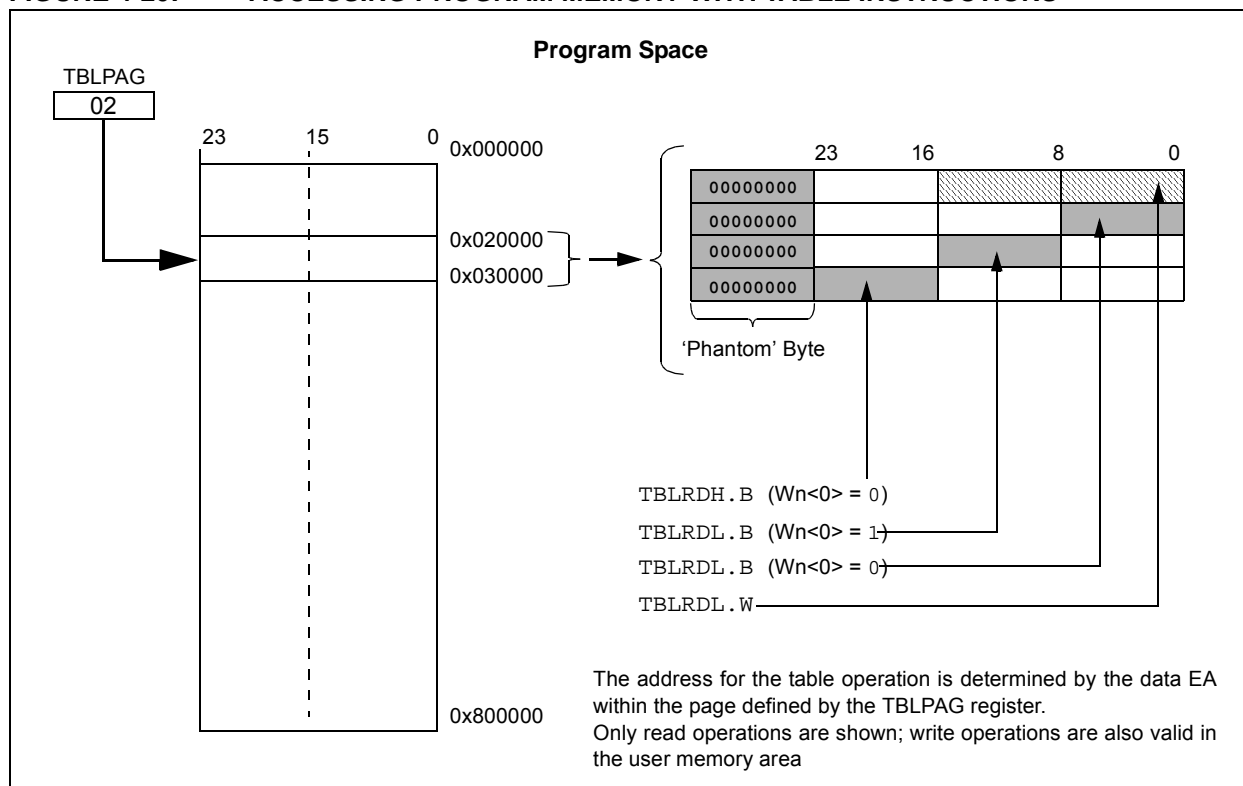 Program Space
TBLPAG
02
23 15 0
0x000000
0x020000
0x030000
0x800000
23 16 8 0
00000000
00000000
00000000
00000000
‘Phantom’ Byte
TBLRDH.B (Wn<0> = 0)
TBLRDL.B (Wn<0> = 1)
TBLRDL.B (Wn<0> = 0)
TBLRDL.W
The address for the table operation is determined by the data EA
within the page defined by the TBLPAG register.
Only read operations are shown; write operations are also valid in
the user memory area